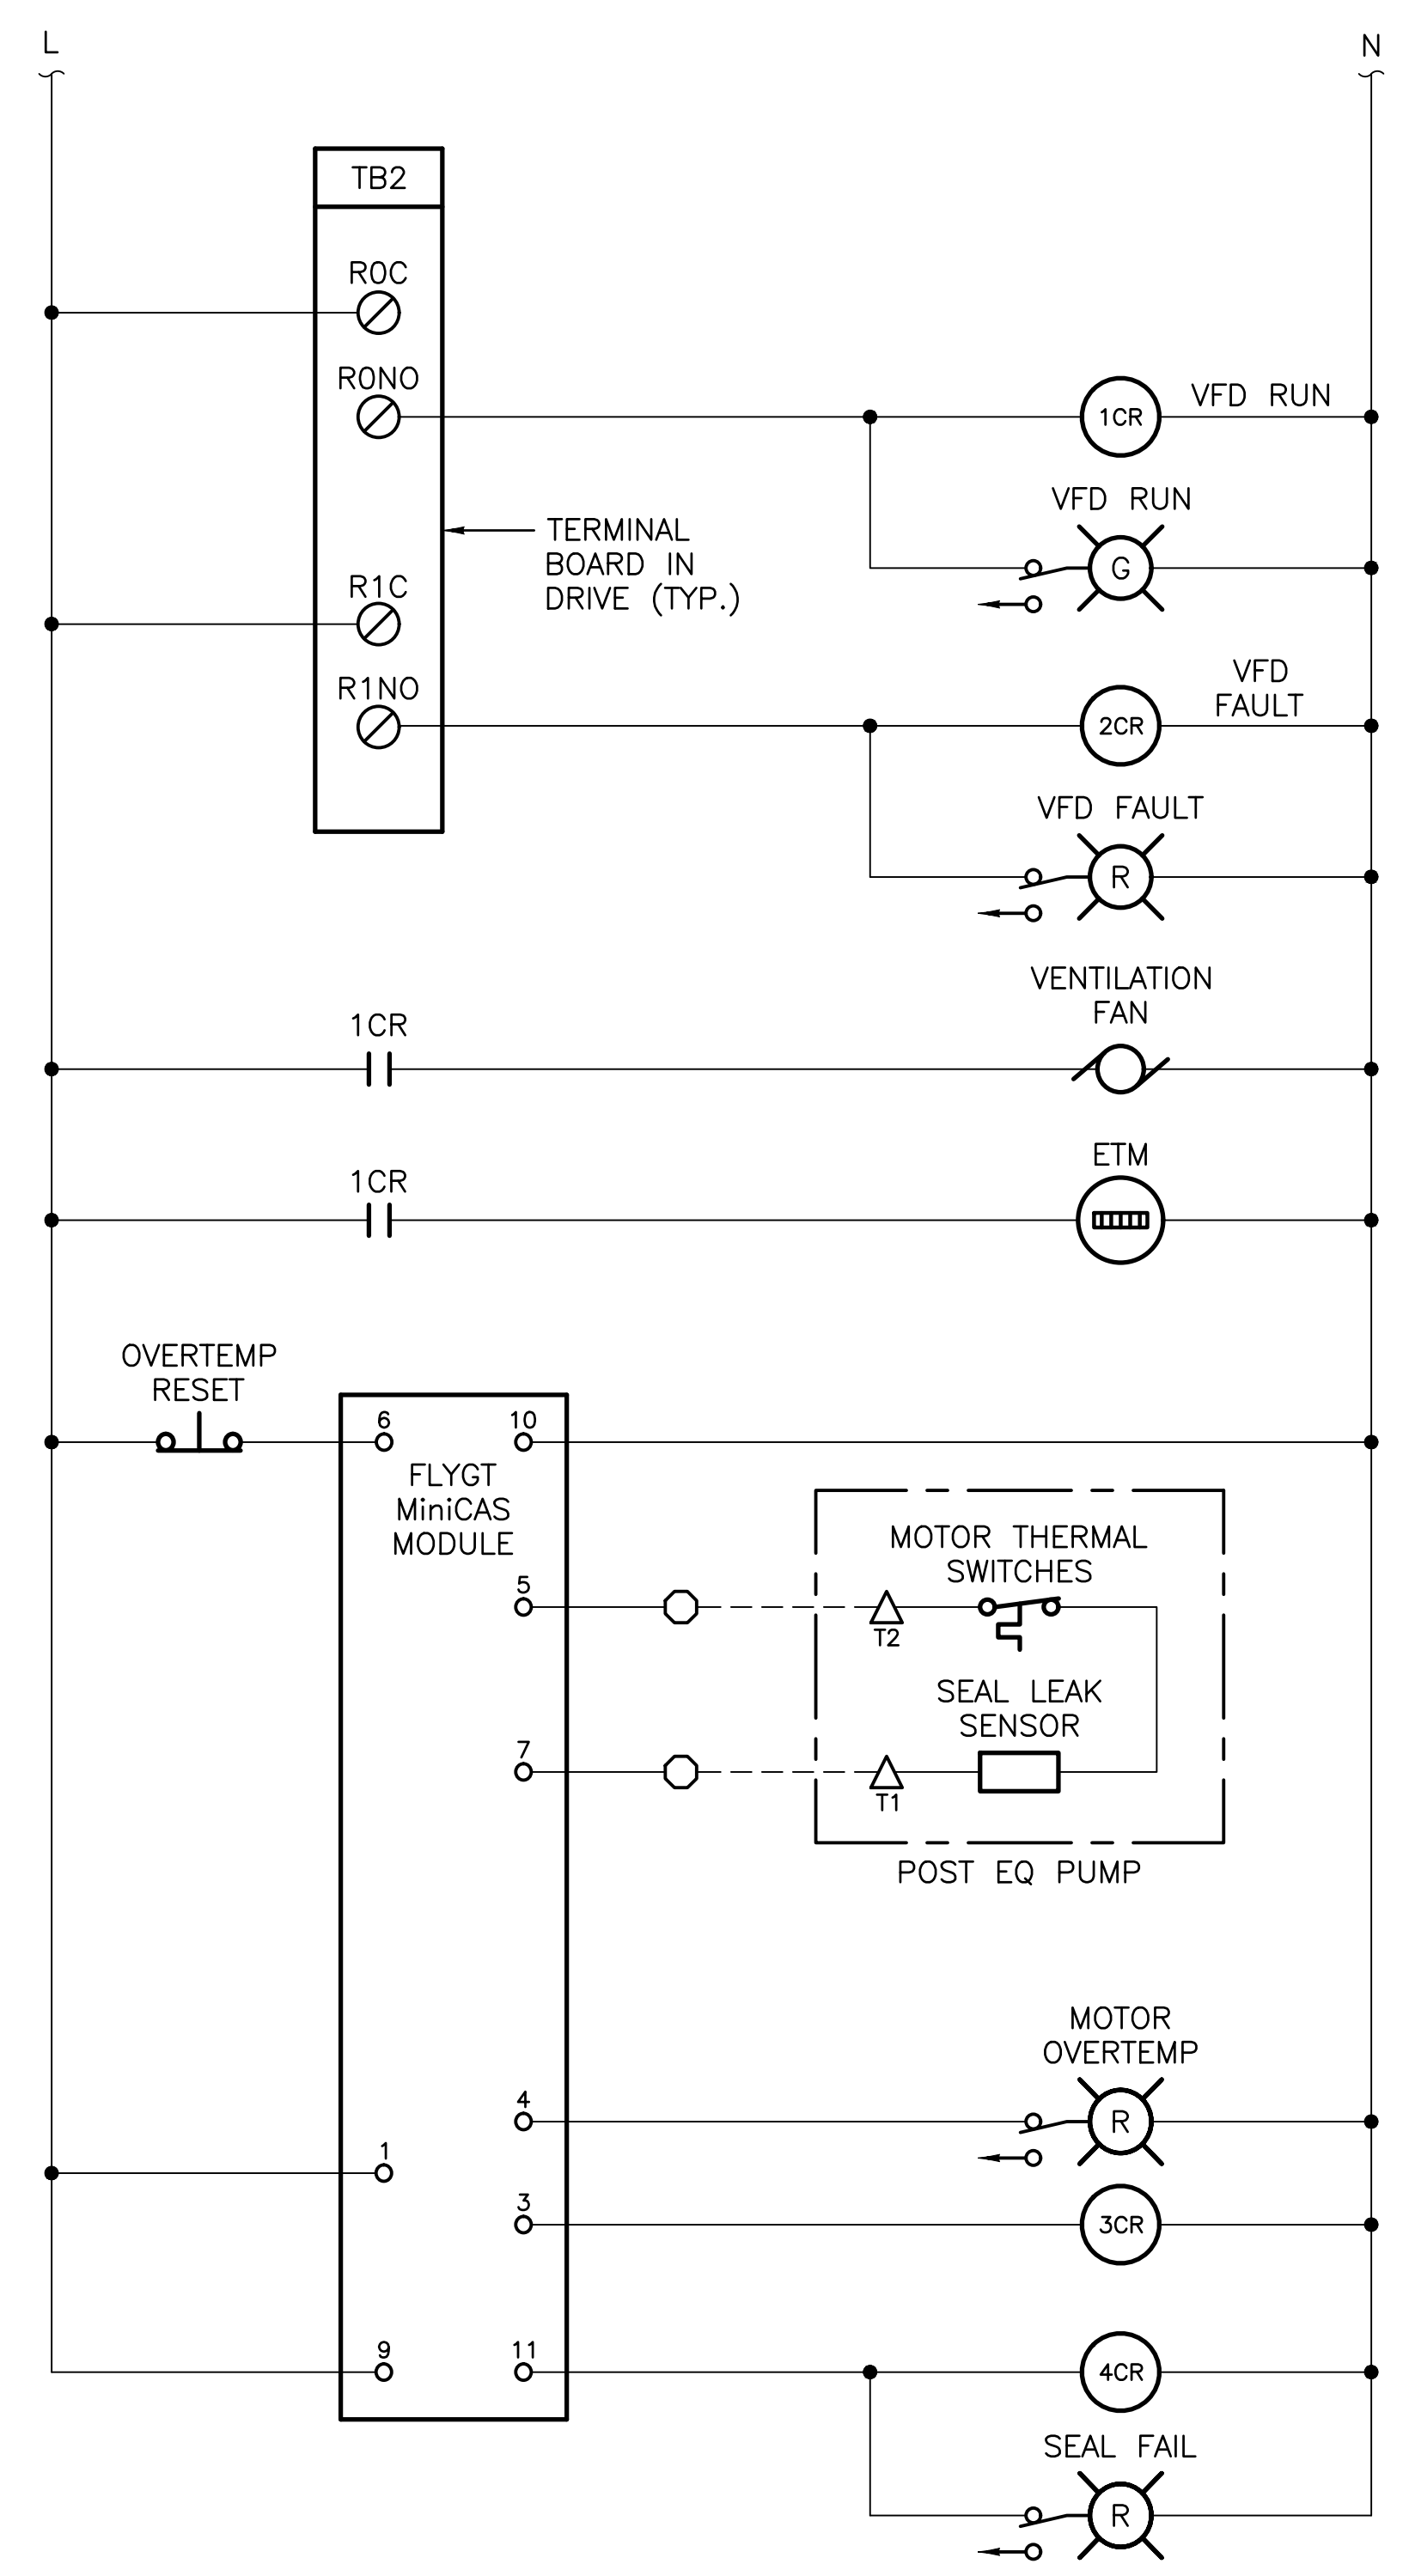 L
N
TB2
R0C
R0NO
1CR
VFD RUN
VFD RUN
G
TERMINAL
BOARD IN
DRIVE (TYP.)
R1C
R1NO
2CR
VFD
FAULT
VFD FAULT
R
VENTILATION
FAN
1CR
ETM
1CR
OVERTEMP
RESET
6
10
FLYGT
MiniCAS
MODULE
MOTOR THERMAL
SWITCHES
5
T2
SEAL LEAK
SENSOR
7
T1
POST EQ PUMP
MOTOR
OVERTEMP
4
R
1
3
3CR
9
11
4CR
SEAL FAIL
R